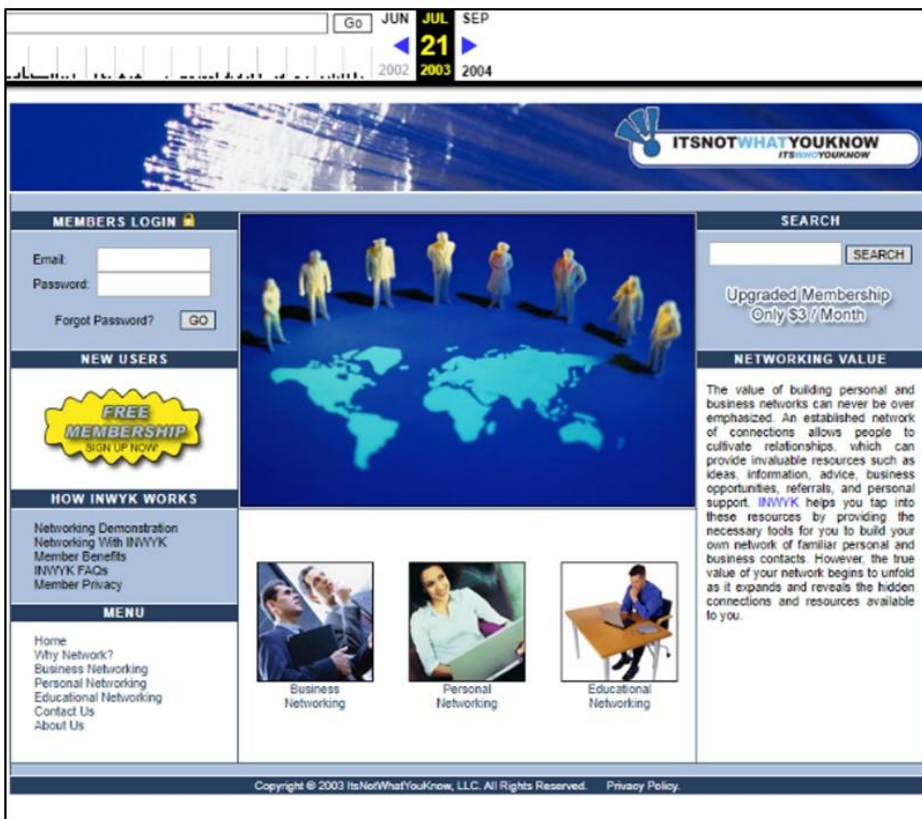 Go
JUN JUL SEP
21
2002 2003 2004
ITSNOTWHATYOUKNOW
ITSWHOYOUKNOW
MEMBERS LOGIN
Email:
Password:
Forgot Password? GO
NEW USERS
FREE
MEMBERSHIP
SIGN UP NOW!
HOW INWYK WORKS
Networking Demonstration
Networking With INWYK
Member Benefits
INWYK FAQs
Member Privacy
MENU
Home
Why Network?
Business Networking
Personal Networking
Educational Networking
Contact Us
About Us
Business
Networking
Personal
Networking
Educational
Networking
SEARCH
SEARCH
Upgraded Membership
Only $3 / Month
NETWORKING VALUE
The value of building personal and
business networks can never be over
emphasized. An established network
of connections allows people to
cultivate relationships, which can
provide invaluable resources such as
ideas, information, advice, business
opportunities, referrals, and personal
support. INWYK helps you tap into
these resources by providing the
necessary tools for you to build your
own network of familiar personal and
business contacts. However, the true
value of your network begins to unfold
as it expands and reveals the hidden
connections and resources available
to you.
Copyright © 2003 ItsNotWhatYouKnow, LLC. All Rights Reserved. Privacy Policy.